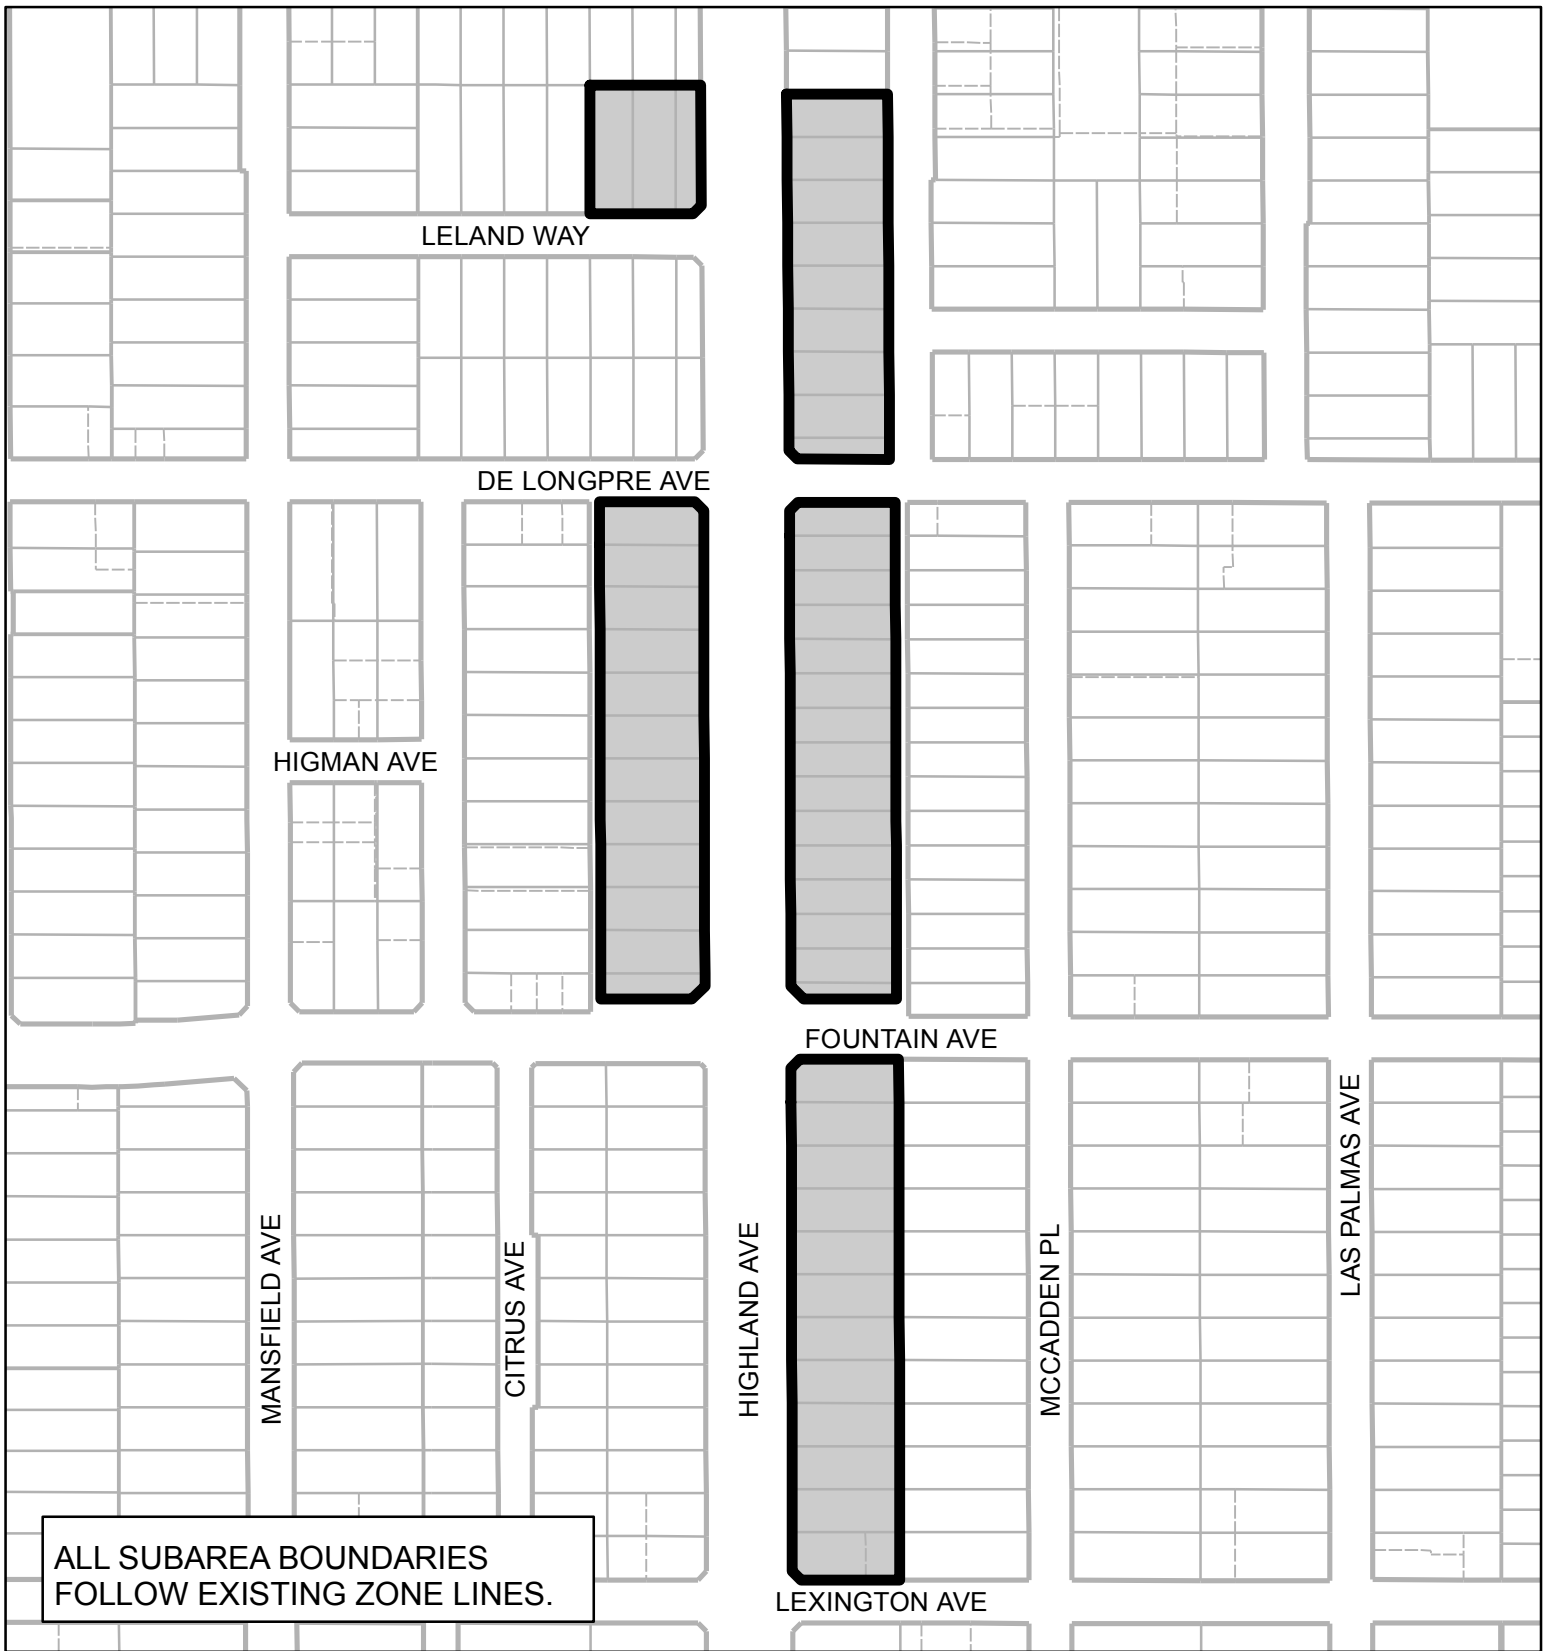 LELAND WAY
DE LONGPRE AVE
HIGMAN AVE
FOUNTAIN AVE
MANSFIELD AVE
CITRUS AVE
HIGHLAND AVE
MCCADDEN PL
LAS PALMAS AVE
ALL SUBAREA BOUNDARIES
FOLLOW EXISTING ZONE LINES.
LEXINGTON AVE